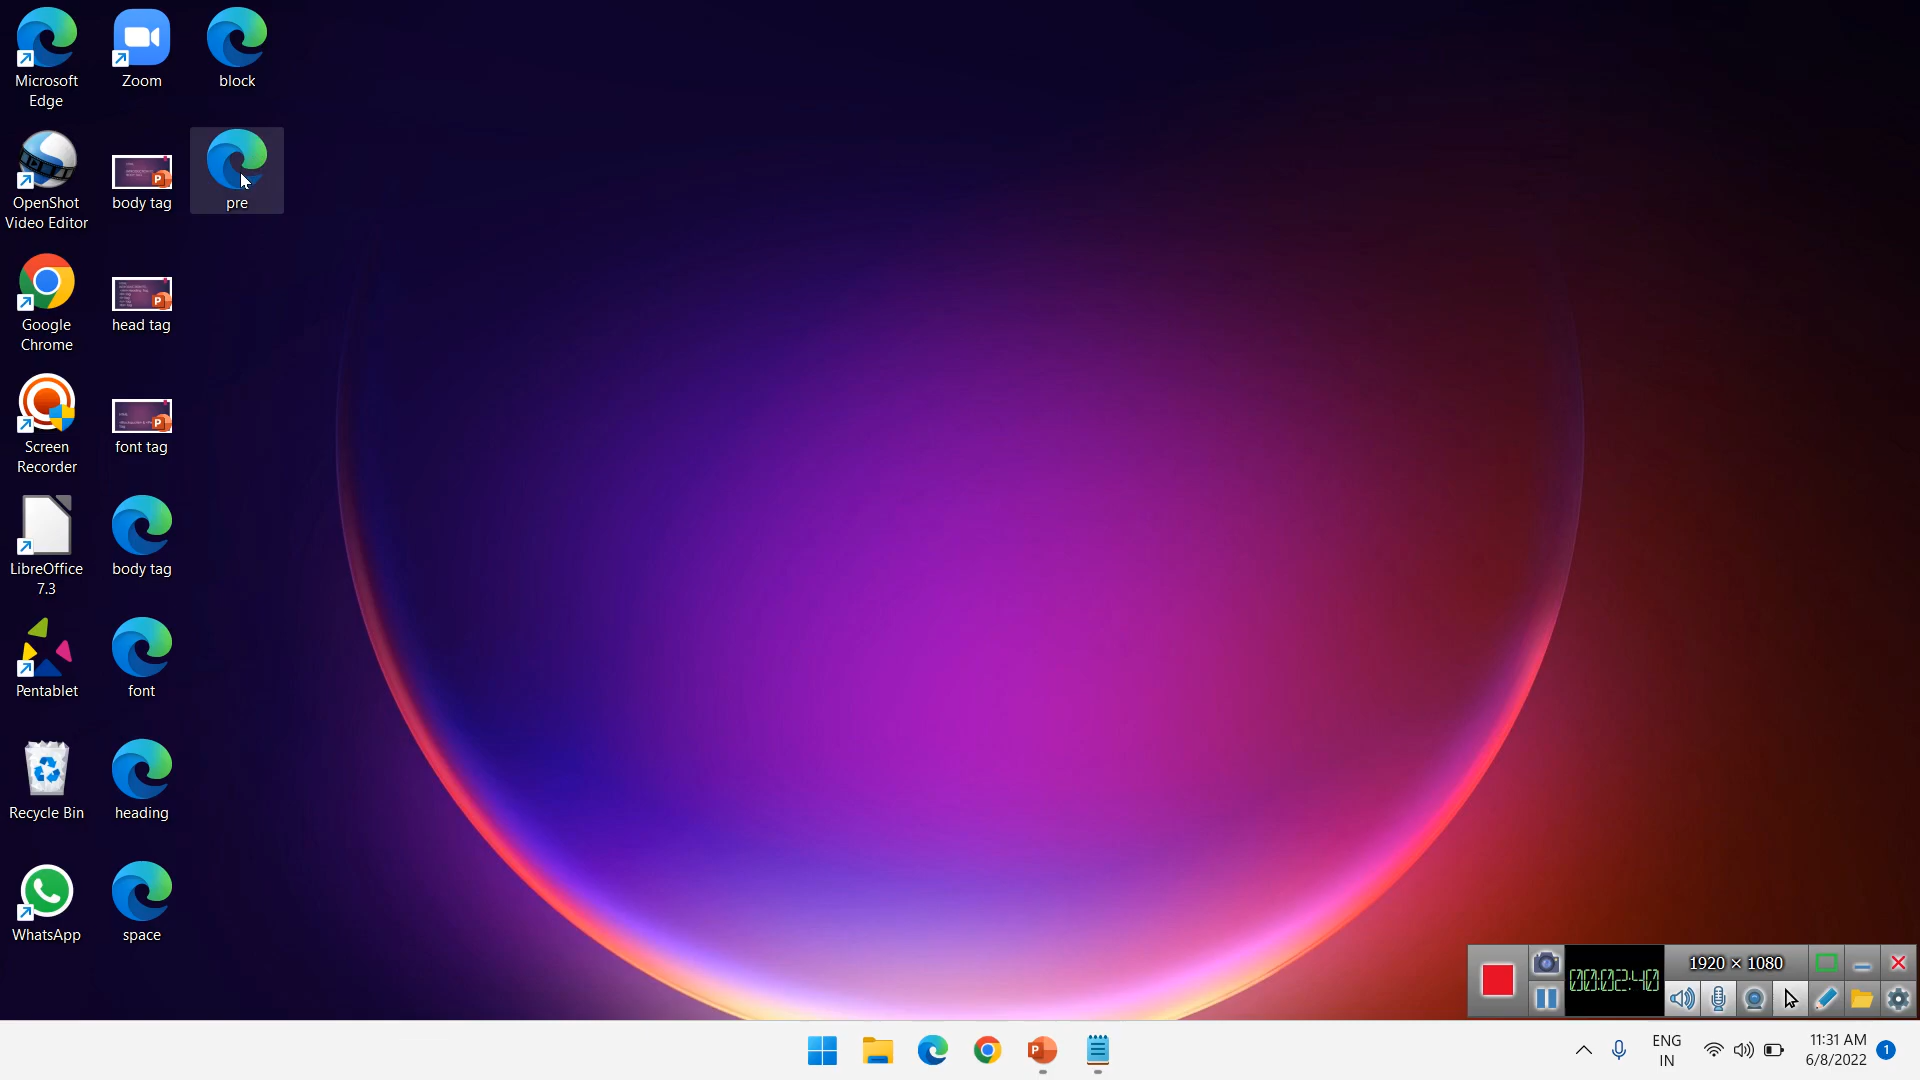 Microsoft
Edge
Zoom
block
OpenShot
Video Editor
body tag
pre
Google
Chrome
head tag
Screen
Recorder
font tag
LibreOffice
7.3
body tag
Pentablet
font
Recycle Bin
heading
WhatsApp
space
00:02:40
1920 × 1080
ENG
IN
11:31 AM
6/8/2022
1